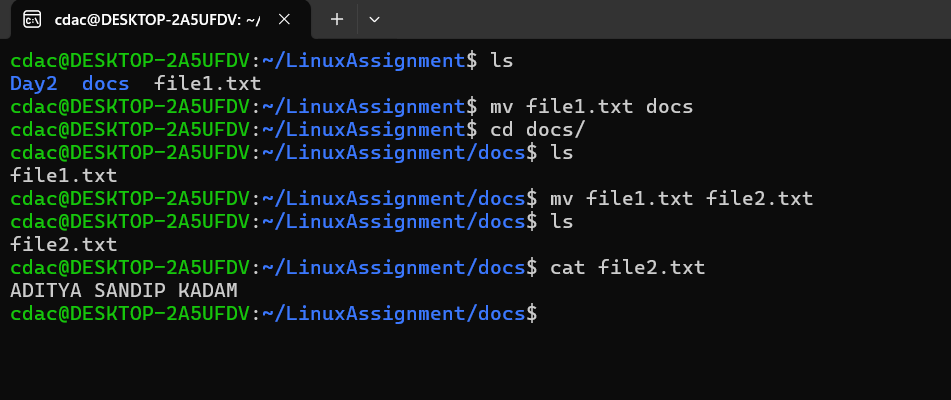 cdac@DESKTOP-2A5UFDV: ~/
cdac@DESKTOP-2A5UFDV:~/LinuxAssignment$ ls
Day2  docs  file1.txt
cdac@DESKTOP-2A5UFDV:~/LinuxAssignment$ mv file1.txt docs
cdac@DESKTOP-2A5UFDV:~/LinuxAssignment$ cd docs/
cdac@DESKTOP-2A5UFDV:~/LinuxAssignment/docs$ ls
file1.txt
cdac@DESKTOP-2A5UFDV:~/LinuxAssignment/docs$ mv file1.txt file2.txt
cdac@DESKTOP-2A5UFDV:~/LinuxAssignment/docs$ ls
file2.txt
cdac@DESKTOP-2A5UFDV:~/LinuxAssignment/docs$ cat file2.txt
ADITYA SANDIP KADAM
cdac@DESKTOP-2A5UFDV:~/LinuxAssignment/docs$